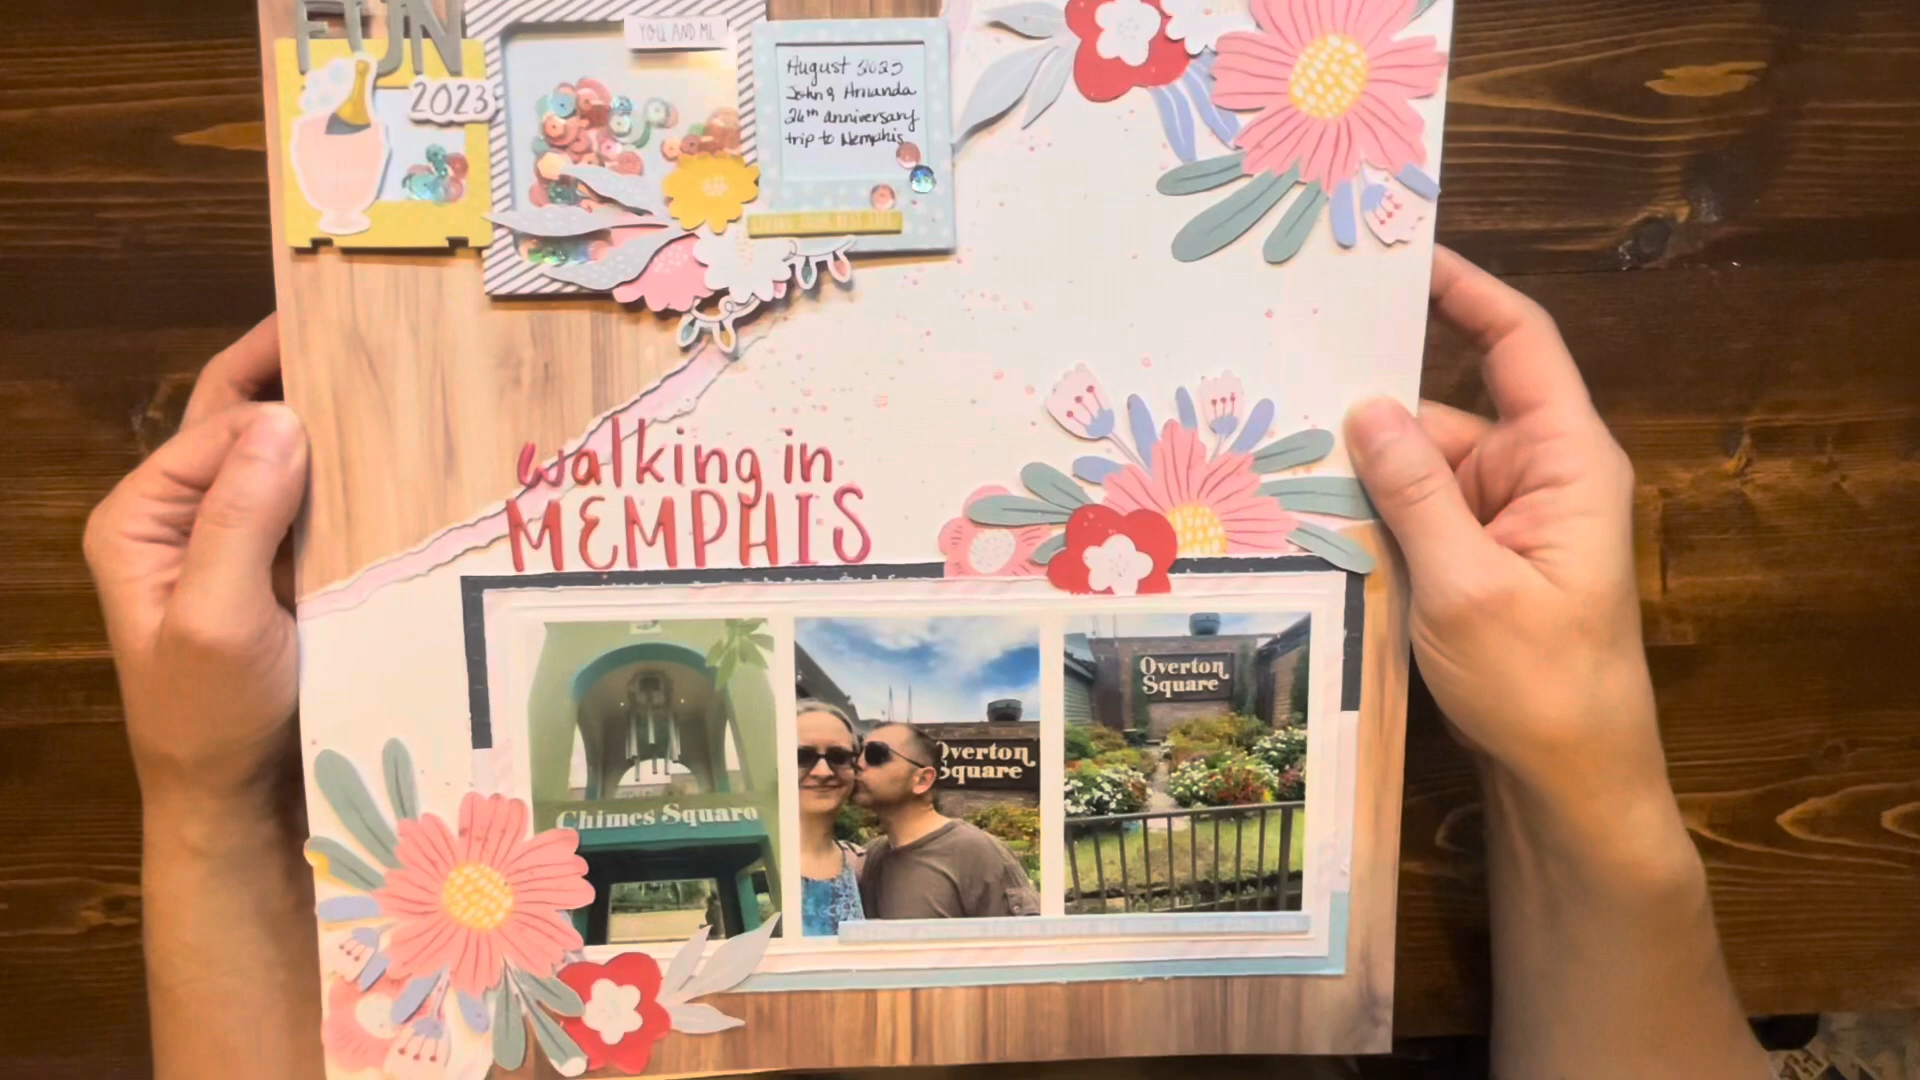 FUN
2023
YOU AND ME
August 2023
John & Amanda
26th anniversary
trip to Memphis
walking in
MEMPHIS
Chimes Square
Overton
Square
Overton
Square